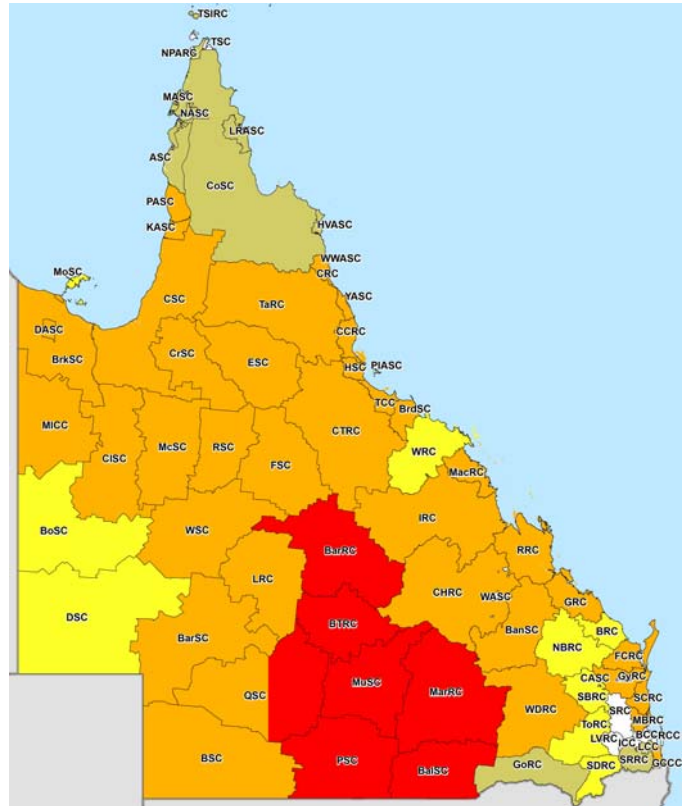 TSIRC
TSC
NPARC
MASC
NASC
LRASC
ASC
CoSC
PASC
HVASC
KASC
WWASC
CRC
MoSC
YASC
CSC
TaRC
DASC
CCRC
CrSC
BrkSC
ESC
HSC
PIASC
TCC
BrdSC
MICC
CTRC
McSC
RSC
WRC
ClSC
FSC
MacRC
IRC
BoSC
WSC
RRC
BarRC
LRC
CHRC
WASC
GRC
DSC
BTRC
BanSC
BRC
BarSC
NBRC
FCRC
CASC
GyRC
QSC
MuSC
MarRC
SBRC
SCRC
WDRC
SRC
ToRC
MBRC
LVRC
BCC
RCC
ICC
LCC
BSC
PSC
BalSC
GoRC
SDRC
SRRC
GCCC